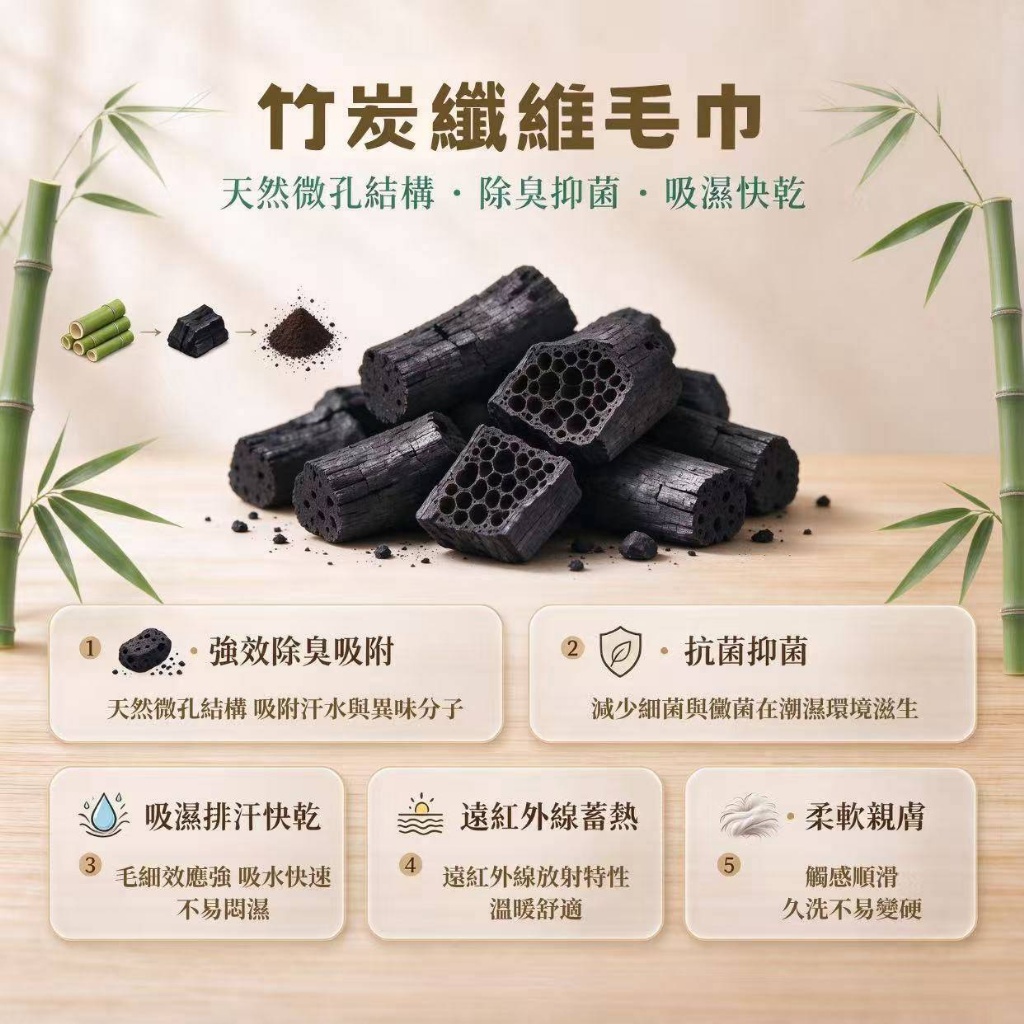 竹炭纖維毛巾
天然微孔結構・除臭抑菌・吸濕快乾
1 ・強效除臭吸附
天然微孔結構 吸附汗水與異味分子
2 ・抗菌抑菌
減少細菌與黴菌在潮濕環境滋生
吸濕排汗快乾
3 毛細效應強 吸水快速
不易悶濕
遠紅外線蓄熱
4 遠紅外線放射特性
溫暖舒適
・柔軟親膚
5 觸感順滑
久洗不易變硬